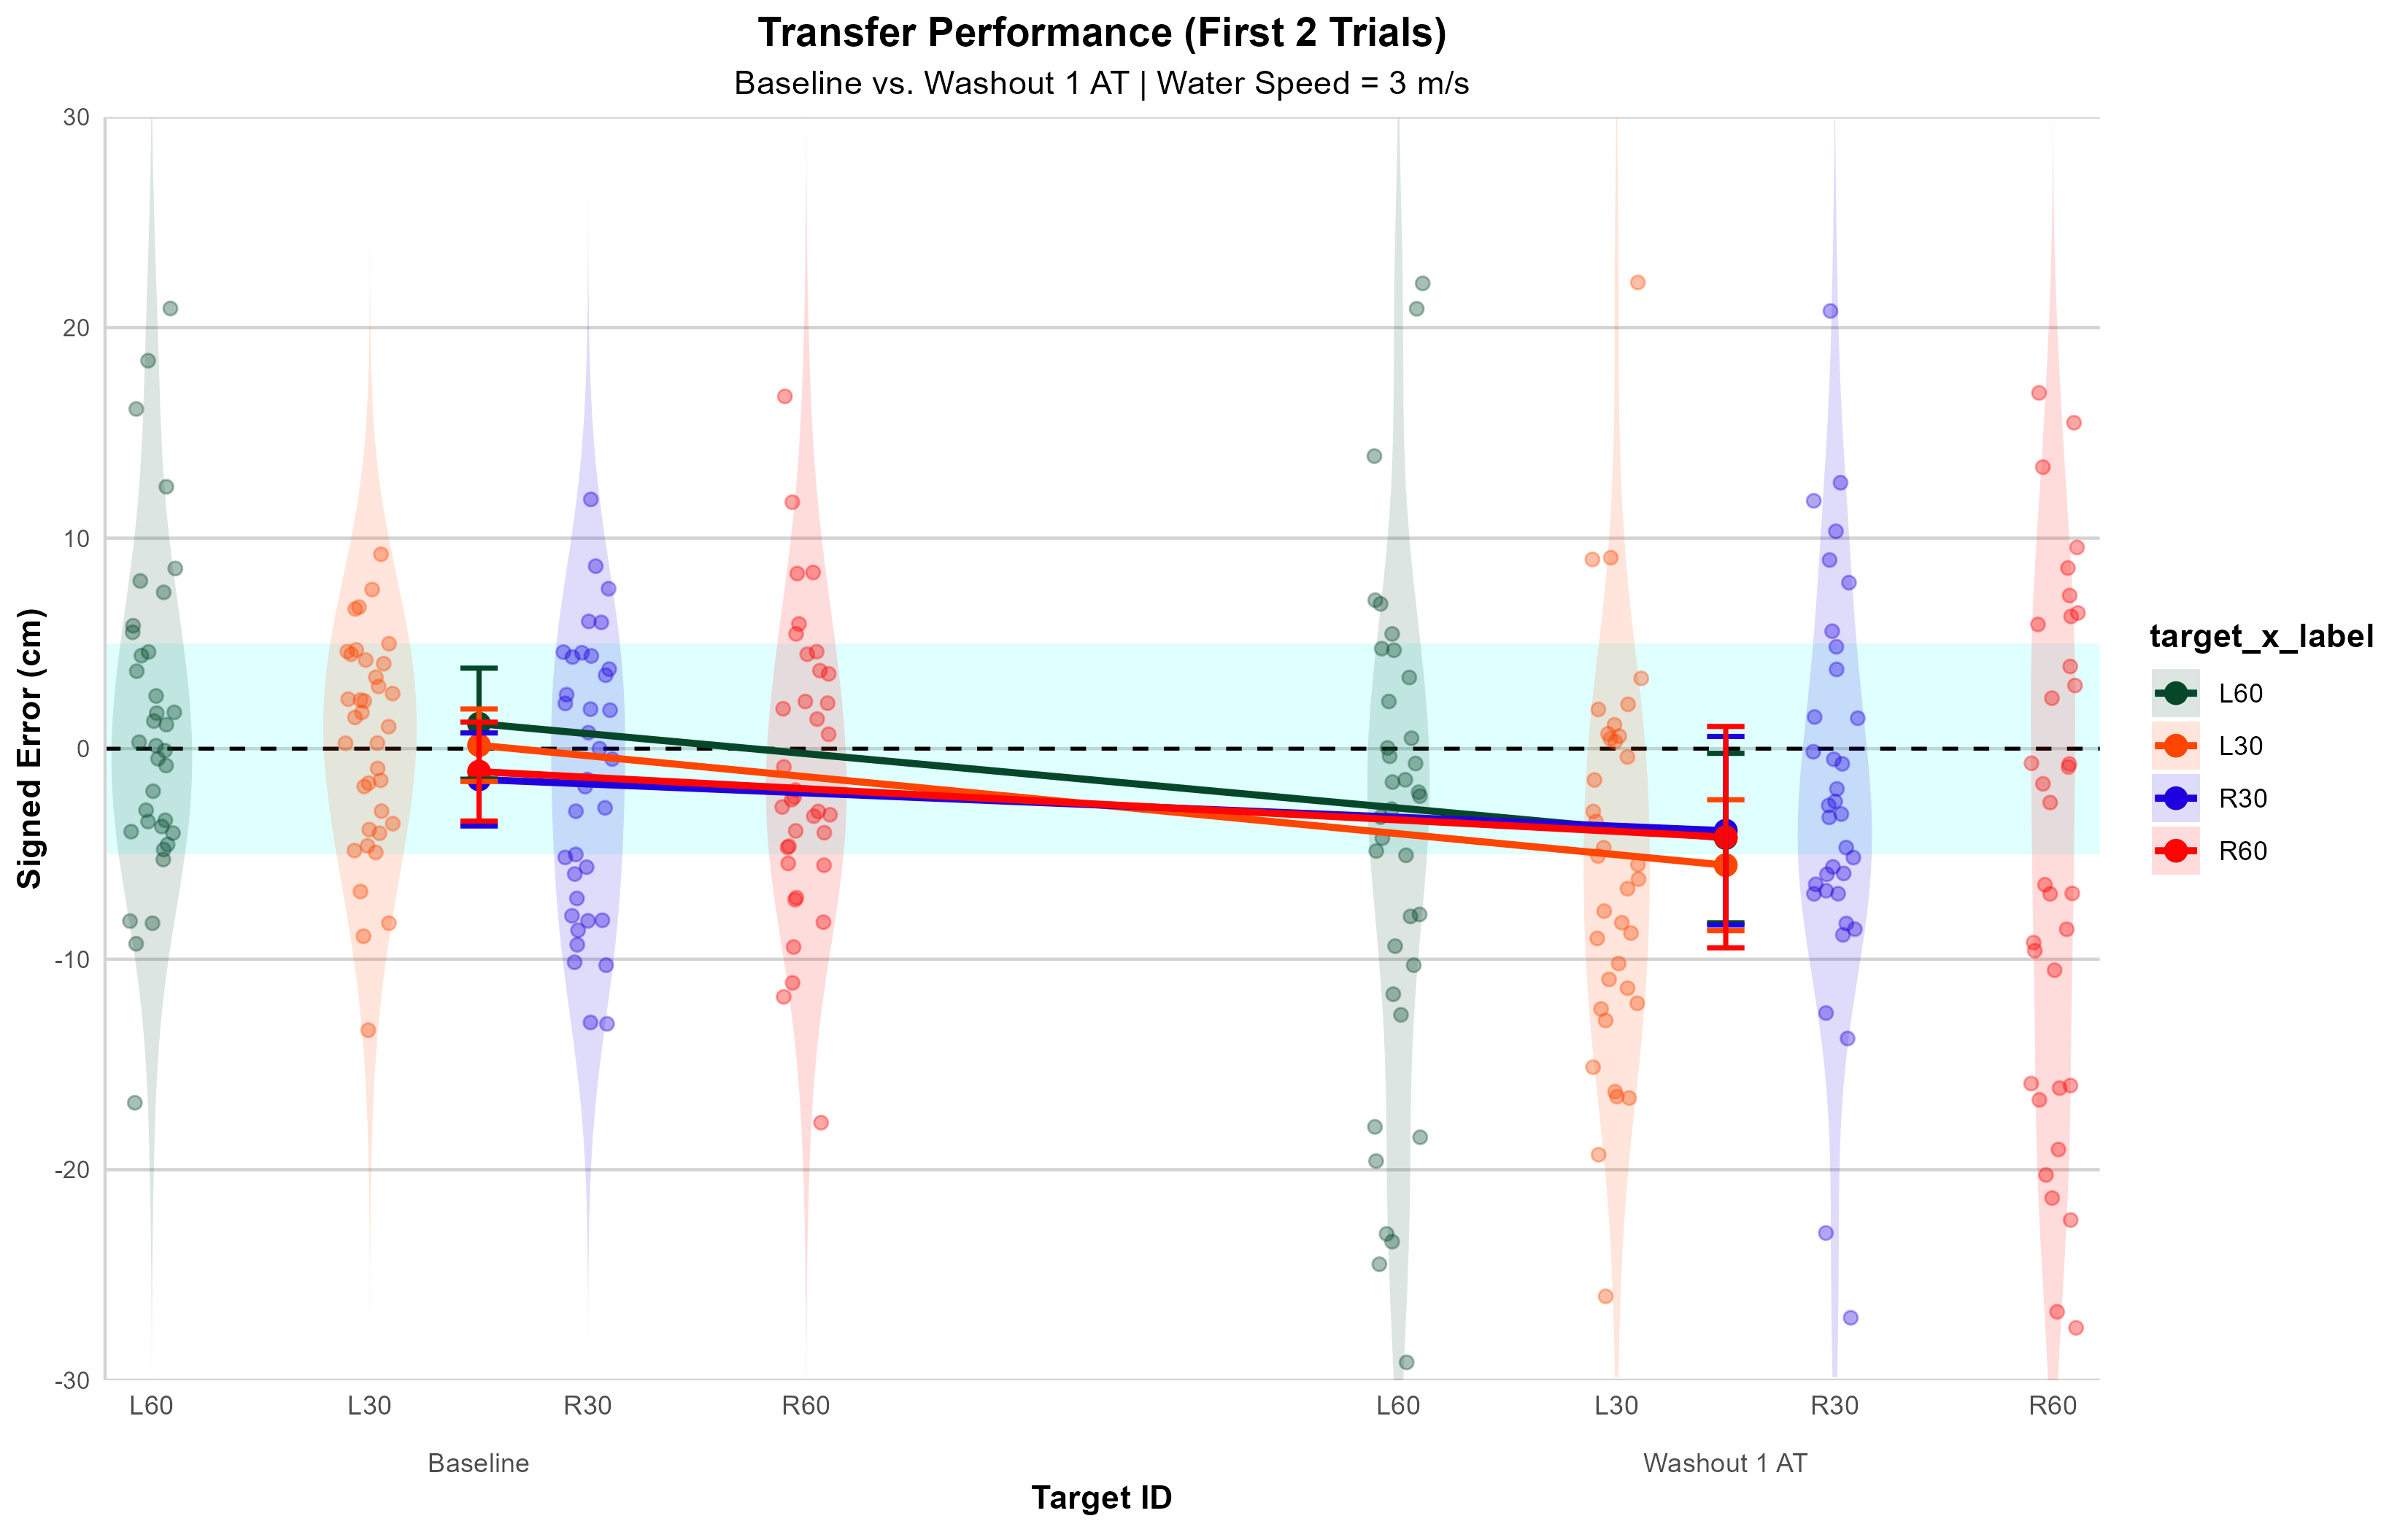 Transfer Performance (First 2 Trials)
Baseline vs. Washout 1 AT | Water Speed = 3 m/s
Signed Error (cm)
30
20
10
0
-10
-20
-30
L60 L30 R30 R60 L60 L30 R30 R60
Baseline Washout 1 AT
Target ID
target_x_label
L60
L30
R30
R60